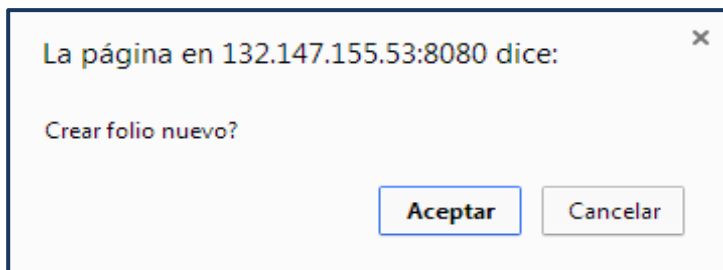 La página en 132.147.155.53:8080 dice:
Crear folio nuevo?
Aceptar Cancelar